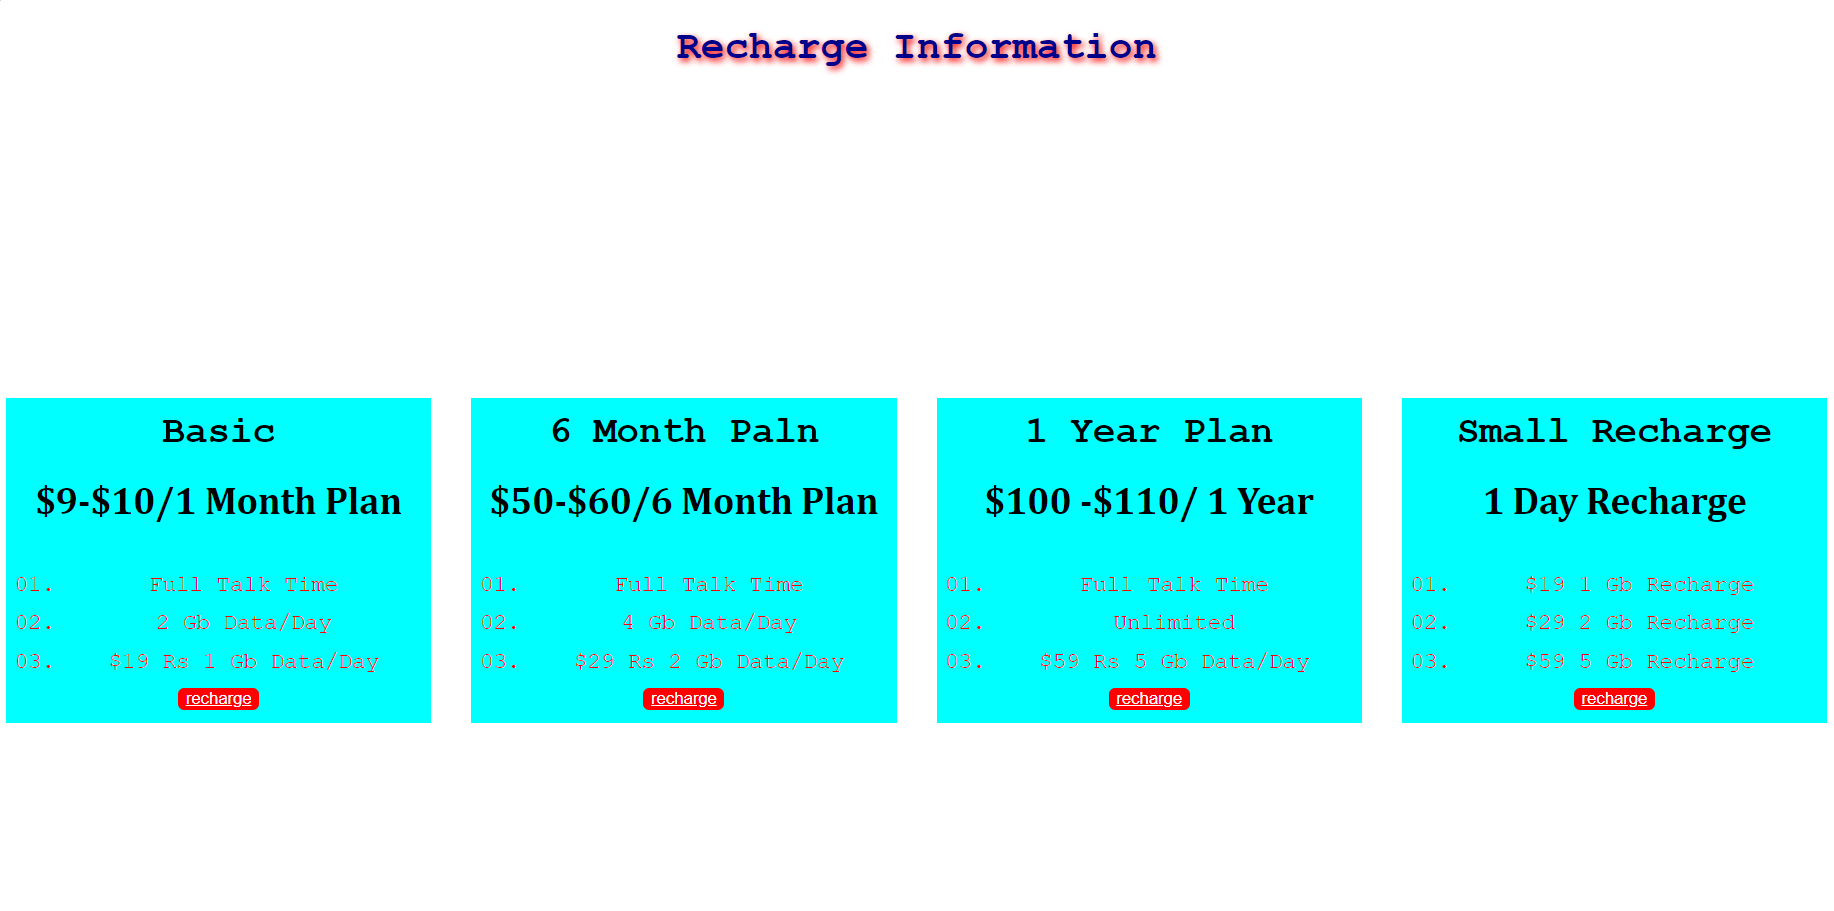 Recharge Information
Basic
$9-$10/1 Month Plan
01. Full Talk Time
02. 2 Gb Data/Day
03. $19 Rs 1 Gb Data/Day
recharge
6 Month Paln
$50-$60/6 Month Plan
01. Full Talk Time
02. 4 Gb Data/Day
03. $29 Rs 2 Gb Data/Day
recharge
1 Year Plan
$100 -$110/ 1 Year
01. Full Talk Time
02. Unlimited
03. $59 Rs 5 Gb Data/Day
recharge
Small Recharge
1 Day Recharge
01. $19 1 Gb Recharge
02. $29 2 Gb Recharge
03. $59 5 Gb Recharge
recharge